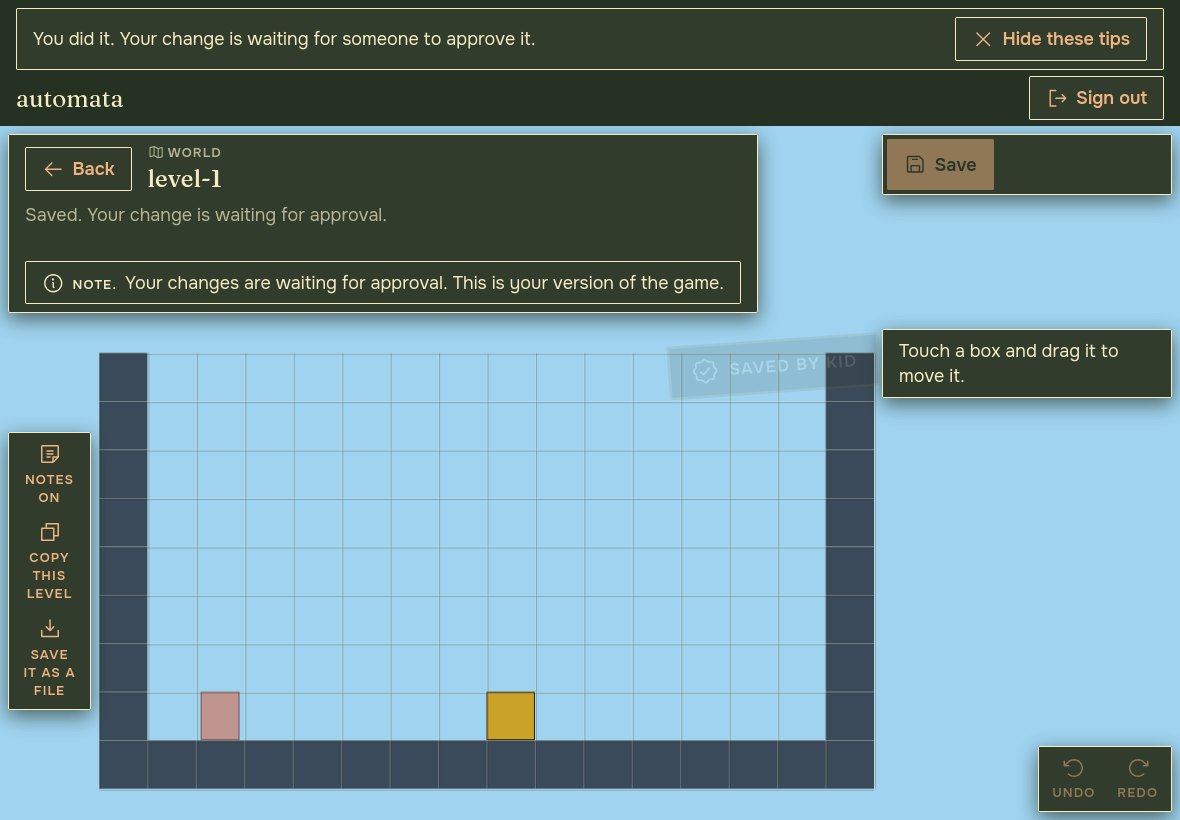 You did it. Your change is waiting for someone to approve it.
Hide these tips
automata
Sign out
Back
WORLD
level-1
Saved. Your change is waiting for approval.
NOTE. Your changes are waiting for approval. This is your version of the game.
Save
SAVED BY KID
Touch a box and drag it to
move it.
NOTES
ON
COPY
THIS
LEVEL
SAVE
IT AS A
FILE
UNDO
REDO